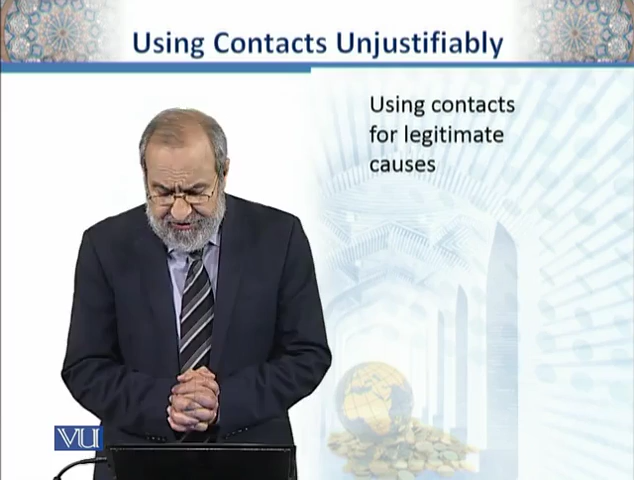 Using Contacts Unjustifiably
Using contacts
for legitimate
causes
VU